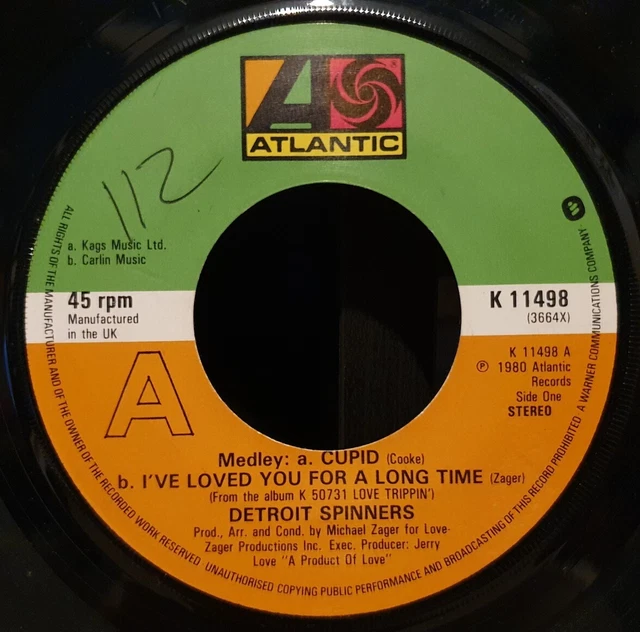 ATLANTIC
112
a. Kags Music Ltd.
b. Carlin Music
45 rpm
Manufactured
in the UK
K 11498
(3664X)
A
K 11498 A
℗ 1980 Atlantic
Records
Side One
STEREO
Medley: a. CUPID (Cooke)
b. I'VE LOVED YOU FOR A LONG TIME (Zager)
(From the album K 50731 LOVE TRIPPIN')
DETROIT SPINNERS
Prod., Arr. and Cond. by Michael Zager for Love-
Zager Productions Inc. Exec. Producer: Jerry
Love "A Product Of Love"
ALL RIGHTS OF THE MANUFACTURER AND OF THE OWNER OF THE RECORDED WORK RESERVED UNAUTHORISED COPYING PUBLIC PERFORMANCE AND BROADCASTING OF THIS RECORD PROHIBITED A WARNER COMMUNICATIONS COMPANY